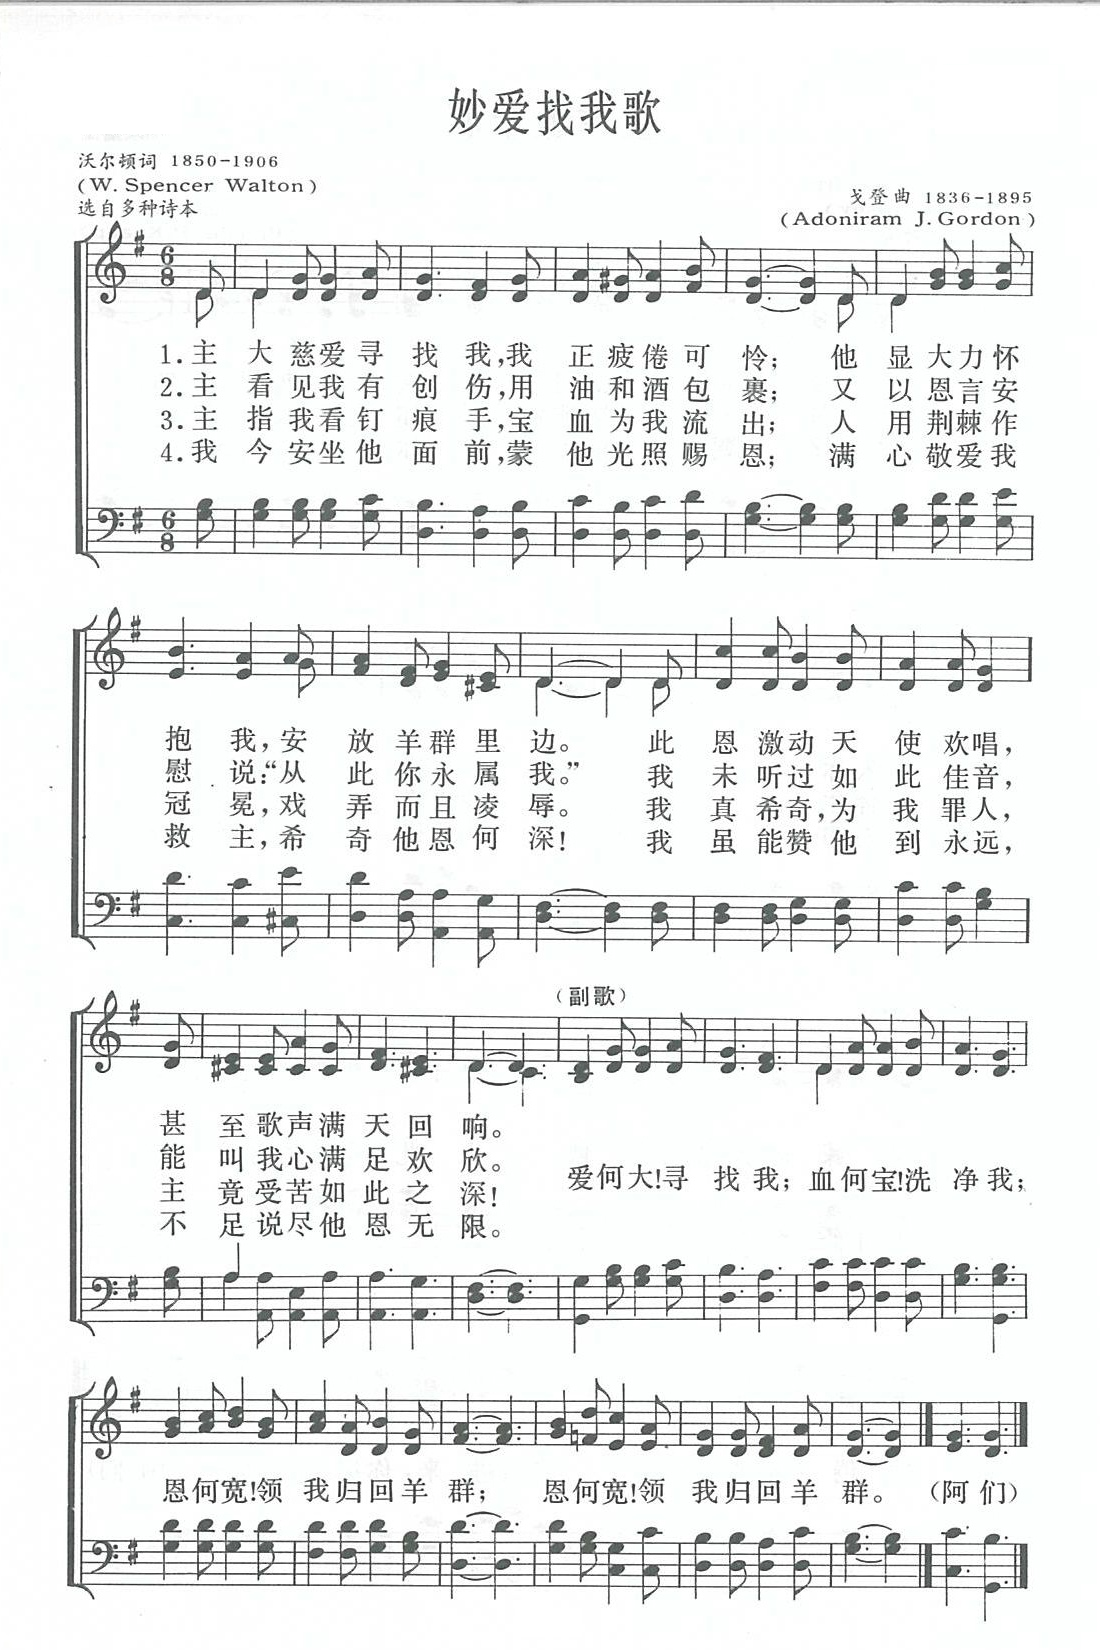 妙爱找我歌
沃尔顿词 1850-1906
(W. Spencer Walton)
选自多种诗本
戈登曲 1836-1895
(Adoniram J. Gordon)
1.主大慈爱寻找我,我正疲倦可怜；他显大力怀
2.主看见我有创伤,用油和酒包裹；又以恩言安
3.主指我看钉痕手,宝血为我流出；人用荆棘作
4.我今安坐他面前,蒙他光照赐恩；满心敬爱我
抱我,安放羊群里边。此恩激动天使欢唱,
慰说:“从此你永属我。”我未听过如此佳音,
冠冕,戏弄而且凌辱。我真希奇,为我罪人,
救主,希奇他恩何深!我虽能赞他到永远,
(副歌)
甚至歌声满天回响。
能叫我心满足欢欣。
主竟受苦如此之深!
不足说尽他恩无限。
爱何大!寻找我；血何宝!洗净我；
恩何宽!领我归回羊群；恩何宽!领我归回羊群。(阿们)